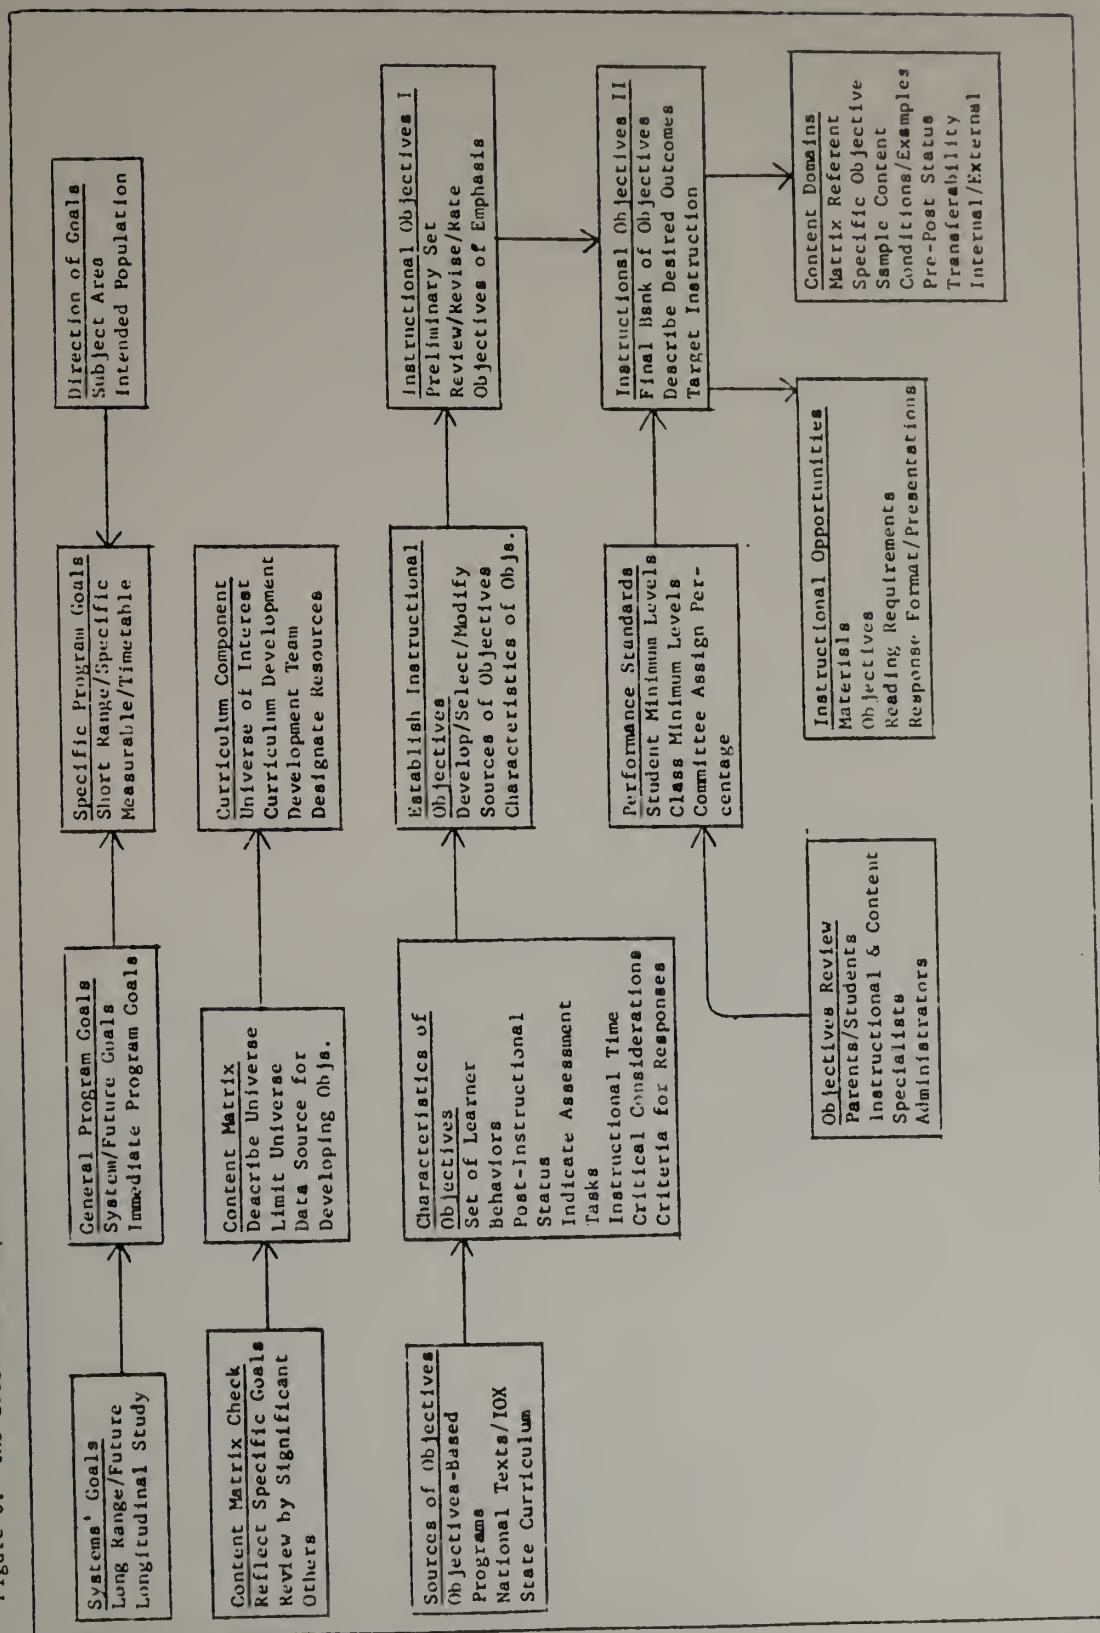 Systems' Goals
Long Range/Future
Longitudinal Study
General Program Goals
System/Future Goals
Immediate Program Goals
Specific Program Goals
Short Range/Specific
Measurable/Timetable
Direction of Goals
Subject Area
Intended Population
Content Matrix Check
Reflect Specific Goals
Review by Significant
Others
Content Matrix
Describe Universe
Limit Universe
Data Source for
Developing Objs.
Curriculum Component
Universe of Interest
Curriculum Development
Development Team
Designate Resources
Sources of Objectives
Objectives-Based
Programs
National Texts/IOX
State Curriculum
Characteristics of
Objectives
Set of Learner
Behaviors
Post-Instructional
Status
Indicate Assessment
Tasks
Instructional Time
Critical Considerations
Criteria for Responses
Establish Instructional
Objectives
Develop/Select/Modify
Sources of Objectives
Characteristics of Objs.
Instructional Objectives I
Preliminary Set
Review/Revise/Rate
Objectives of Emphasis
Objectives Review
Parents/Students
Instructional & Content
Specialists
Administrators
Performance Standards
Student Minimum Levels
Class Minimum Levels
Committee Assign Per-
centage
Instructional Objectives II
Final Bank of Objectives
Describe Desired Outcomes
Target Instruction
Instructional Opportunities
Materials
Objectives
Reading Requirements
Response Format/Presentations
Content Domains
Matrix Referent
Specific Objective
Sample Content
Conditions/Examples
Pre-Post Status
Transferability
Internal/External